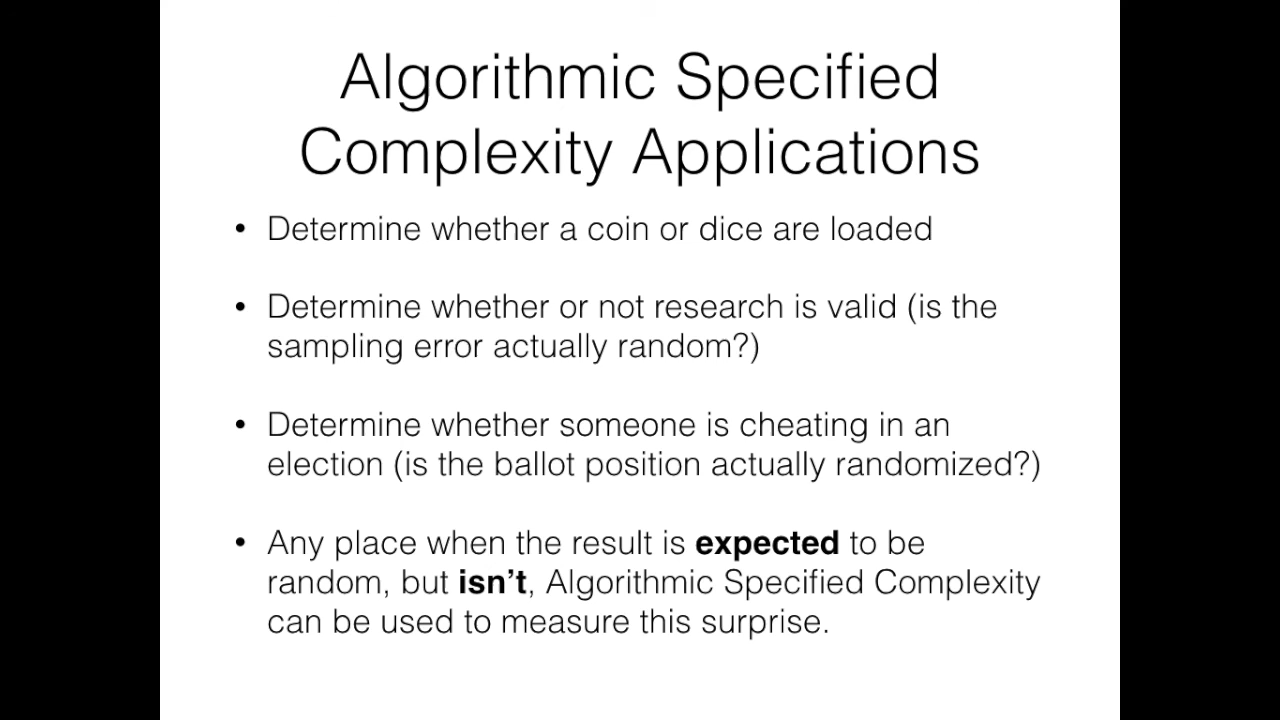 Algorithmic Specified
Complexity Applications
• Determine whether a coin or dice are loaded
• Determine whether or not research is valid (is the
sampling error actually random?)
• Determine whether someone is cheating in an
election (is the ballot position actually randomized?)
• Any place when the result is expected to be
random, but isn’t, Algorithmic Specified Complexity
can be used to measure this surprise.